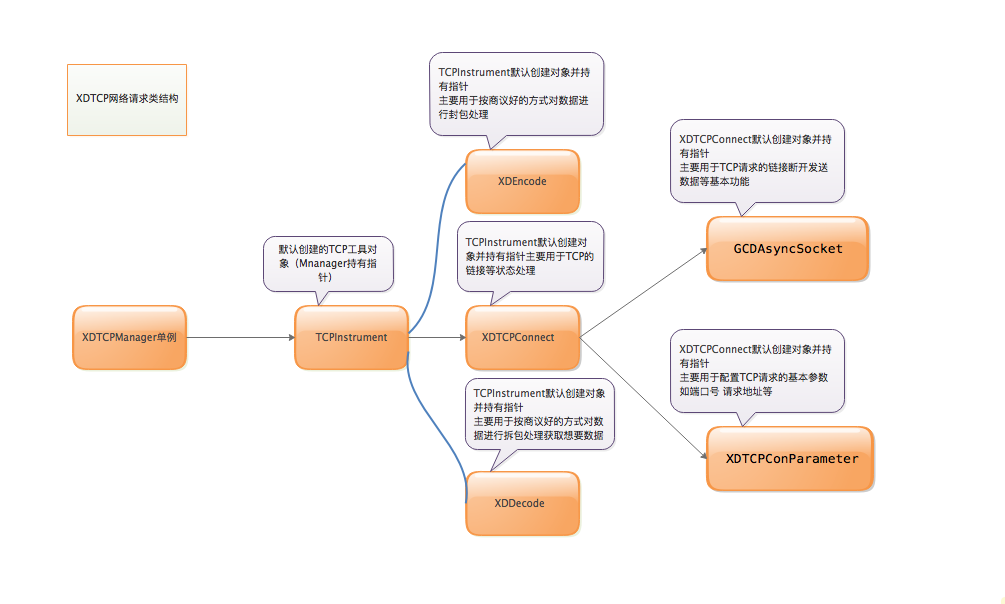 XDTCP网络请求类结构
TCPInstrument默认创建对象并持
有指针
主要用于按商议好的方式对数据进
行封包处理
XDEncode
XDTCPConnect默认创建对象并持
有指针
主要用于TCP请求的链接断开发送
数据等基本功能
GCDAsyncSocket
默认创建的TCP工具对
象（Mnanager持有指
针）
TCPInstrument默认创建对
象并持有指针主要用于TCP的
链接等状态处理
XDTCPManager单例
TCPInstrument
XDTCPConnect
XDTCPConnect默认创建对象并持
有指针
主要用于配置TCP请求的基本参数
如端口号 请求地址等
XDTCPConParameter
TCPInstrument默认创建对象
并持有指针
主要用于按商议好的方式对数
据进行拆包处理获取想要数据
XDDecode